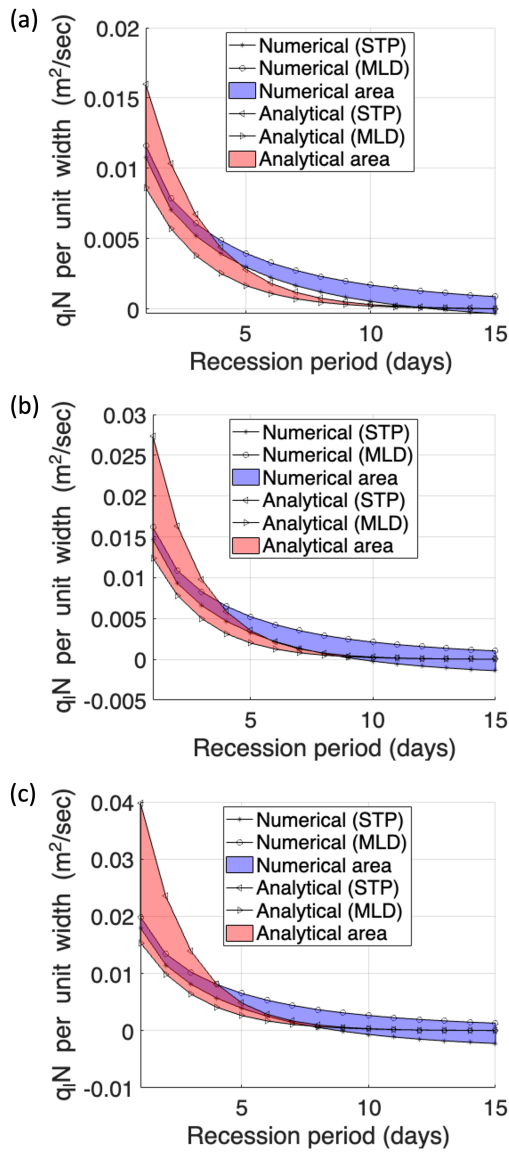 (a)
0.02
0.015
0.01
0.005
0
5
10
15
qₗN per unit width (m²/sec)
Recession period (days)
Numerical (STP)
Numerical (MLD)
Numerical area
Analytical (STP)
Analytical (MLD)
Analytical area
(b)
0.03
0.025
0.02
0.015
0.01
0.005
0
-0.005
5
10
15
qₗN per unit width (m²/sec)
Recession period (days)
Numerical (STP)
Numerical (MLD)
Numerical area
Analytical (STP)
Analytical (MLD)
Analytical area
(c)
0.04
0.03
0.02
0.01
0
-0.01
5
10
15
qₗN per unit width (m²/sec)
Recession period (days)
Numerical (STP)
Numerical (MLD)
Numerical area
Analytical (STP)
Analytical (MLD)
Analytical area